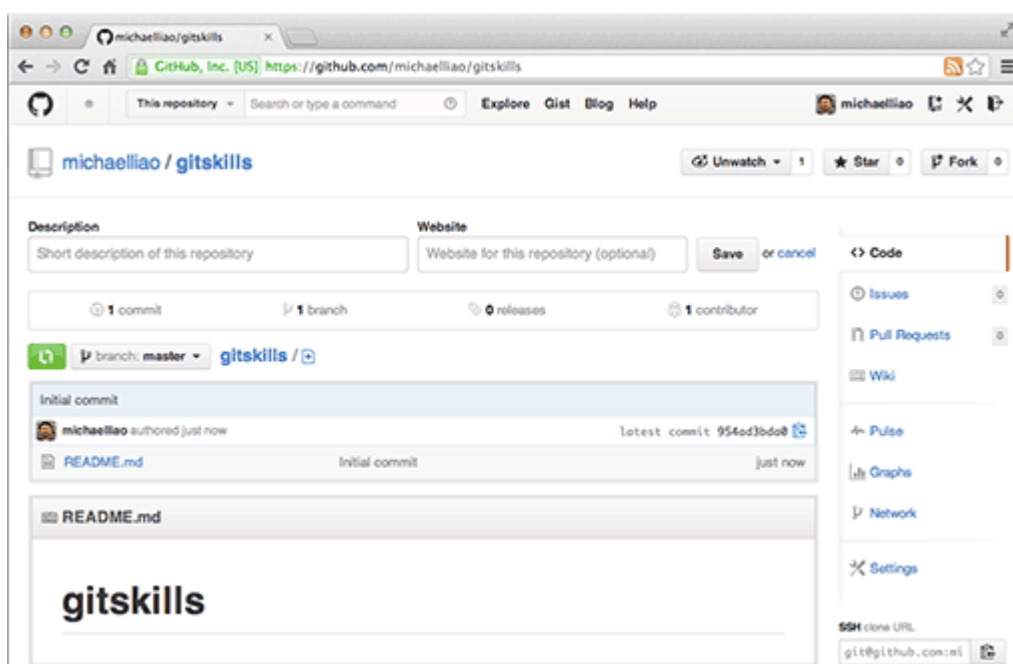 michaelliao/gitskills
GitHub, Inc. [US] https://github.com/michaelliao/gitskills
This repository Search or type a command Explore Gist Blog Help michaelliao
michaelliao / gitskills Unwatch 1 Star 0 Fork 0
Description Website
Short description of this repository Website for this repository (optional) Save or cancel
1 commit 1 branch 0 releases 1 contributor
branch: master gitskills /
Initial commit
michaelliao authored just now latest commit 954ad3bda0
README.md Initial commit just now
README.md
gitskills
Code
Issues 0
Pull Requests 0
Wiki
Pulse
Graphs
Network
Settings
SSH clone URL
git@github.com:mi